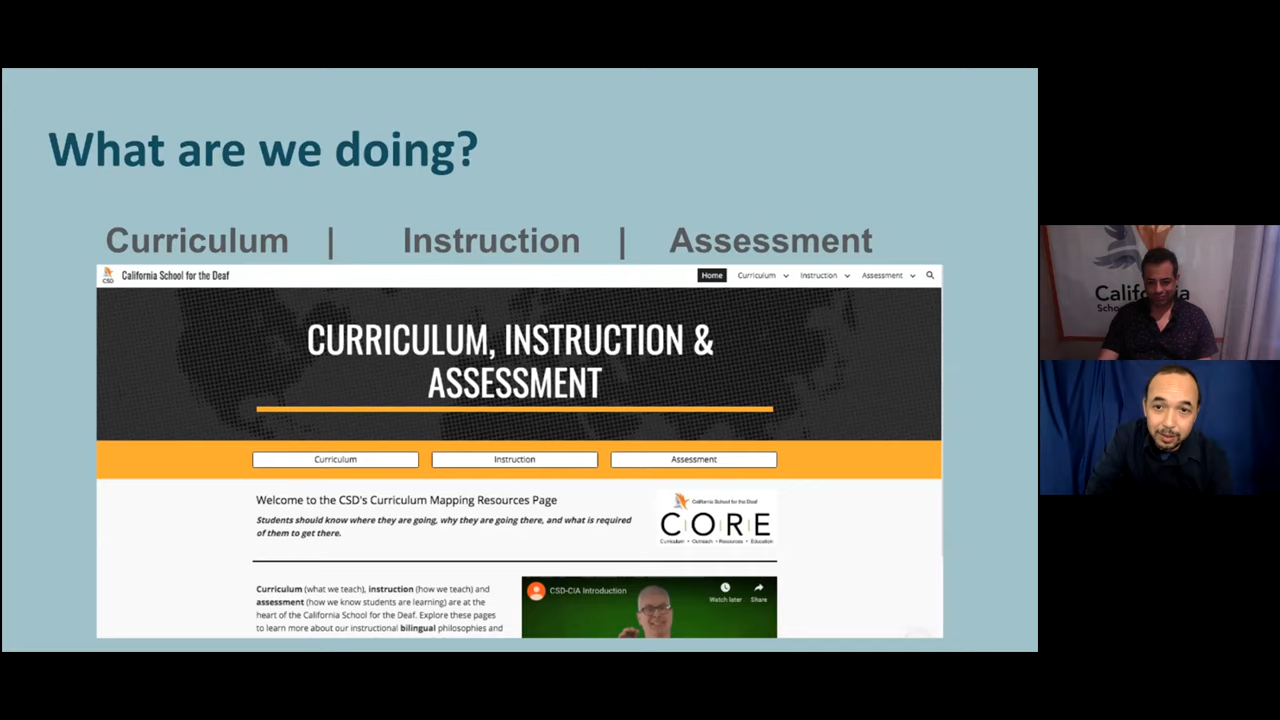 What are we doing?
Curriculum | Instruction | Assessment
CSD
California School for the Deaf
Home Curriculum Instruction Assessment
CURRICULUM, INSTRUCTION &
ASSESSMENT
Curriculum Instruction Assessment
Welcome to the CSD's Curriculum Mapping Resources Page
Students should know where they are going, why they are going there, and what is required
of them to get there.
California School for the Deaf
C|O|R|E
Curriculum • Outreach • Resources • Education
Curriculum (what we teach), instruction (how we teach) and
assessment (how we know students are learning) are at the
heart of the California School for the Deaf. Explore these pages
to learn more about our instructional bilingual philosophies and
CSD-CIA Introduction
Watch later Share